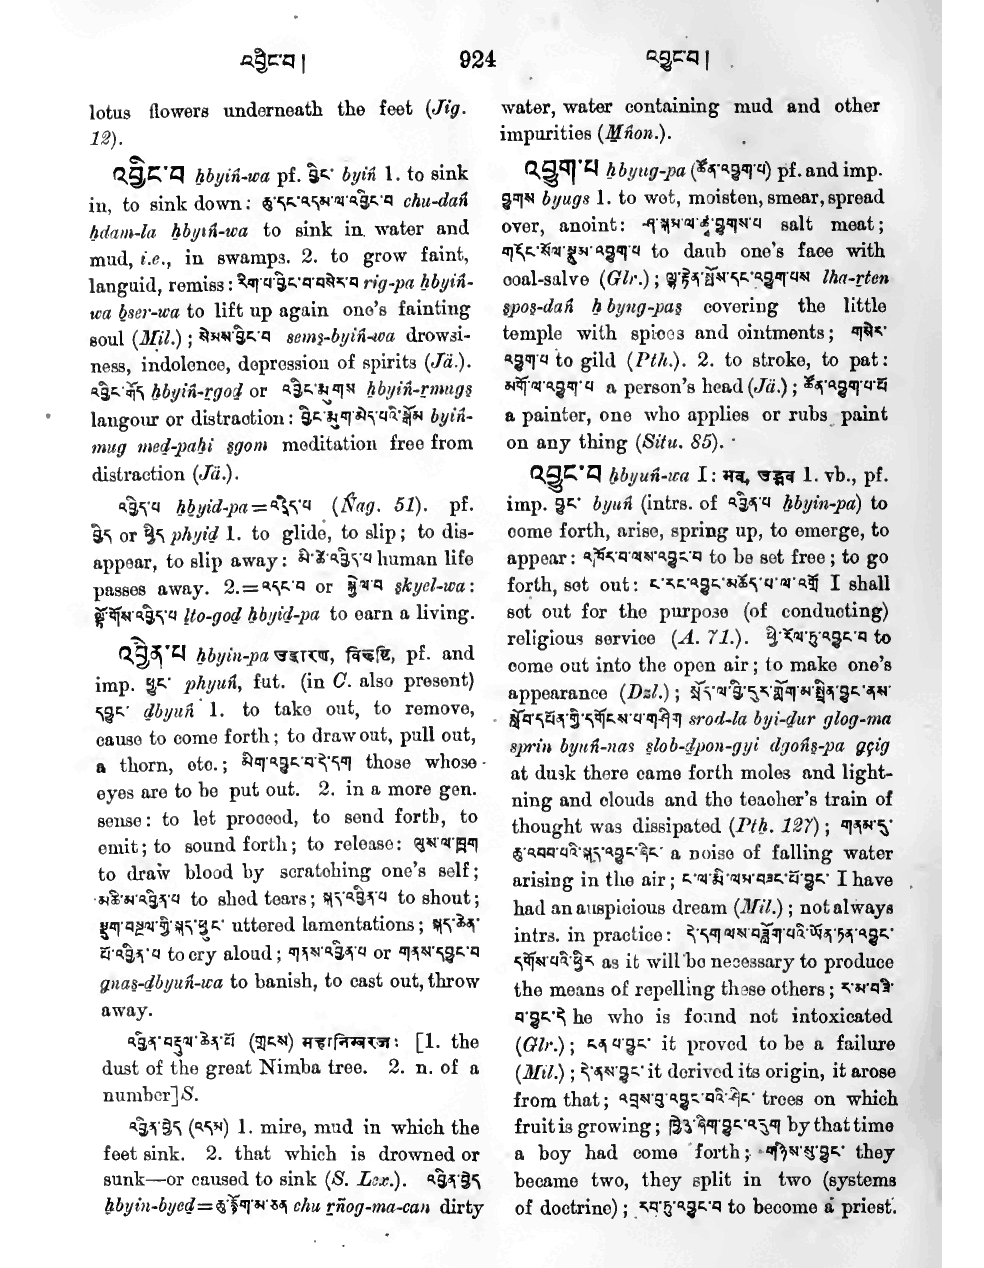 འབྱིང་བ།
924
འབྱུང་བ།
lotus flowers underneath the feet (Jig.
12).
འབྱིང་བ ḥbyiṅ-wa pf. བྱིང་ byiṅ 1. to sink
in, to sink down: ཆུ་དང་འདམ་ལ་འབྱིང་བ chu-daṅ
ḥdam-la ḥbyiṅ-wa to sink in water and
mud, i.e., in swamps. 2. to grow faint,
languid, remiss: རིག་པ་བྱིང་བ་བསེར་བ rig-pa ḥbyiṅ-
wa bser-wa to lift up again one's fainting
soul (Mil.); སེམས་བྱིང་བ sems-byiṅ-wa drowsi-
ness, indolence, depression of spirits (Jä.).
འབྱིང་རྒོད ḥbyiṅ-rgod or འབྱིང་རྨུགས ḥbyiṅ-rmugs
langour or distraction: བྱིང་རྨུག་མེད་པའི་སྒོམ byiṅ-
mug med-paḥi sgom meditation free from
distraction (Jä.).
འབྱིད་པ ḥbyid-pa=འདྲེད་པ (Ṅag. 51). pf.
བྱིད or ཕྱིད phyid 1. to glide, to slip; to dis-
appear, to slip away: མི་ཚེ་འབྱིད་པ human life
passes away. 2.=འདང་བ or སྐྱེལ་བ skyel-wa:
ལྟོ་གོས་འབྱིད་པ lto-god ḥbyid-pa to earn a living.
འབྱིན་པ ḥbyin-pa उद्दारण, विकृष्टि, pf. and
imp. ཕྱུང་ phyuṅ, fut. (in C. also present)
དབྱུང་ dbyuṅ 1. to take out, to remove,
cause to come forth; to draw out, pull out,
a thorn, etc.; མིག་འབྱུང་བ་དེ་དག those whose
eyes are to be put out. 2. in a more gen.
sense: to let proceed, to send forth, to
emit; to sound forth; to release: ལུས་ལ་ཁྲག
to draw blood by scratching one's self;
མཆི་མ་འབྱིན་པ to shed tears; སྐད་འབྱིན་པ to shout;
སྡུག་བསྔལ་གྱི་སྐད་ཕྱུང་ uttered lamentations; སྐད་ཆེན་
པོ་འབྱིན་པ to cry aloud; གནས་འབྱིན་པ or གནས་དབྱུང་བ
gnas-dbyuṅ-wa to banish, to cast out, throw
away.
འབྱིན་བརྡུལ་ཆེན་པོ (གྲངས) महानिम्बरजः [1. the
dust of the great Nimba tree. 2. n. of a
number] S.
འབྱིན་བྱེད (འདམ) 1. mire, mud in which the
feet sink. 2. that which is drowned or
sunk—or caused to sink (S. Lex.). འབྱིན་བྱེད
ḥbyin-byed=ཆུ་རྙོག་མ་ཅན chu rñog-ma-can dirty
water, water containing mud and other
impurities (Mṅon.).
འབྱུག་པ ḥbyug-pa (ཚོན་འབྱུག་པ) pf. and imp.
བྱུགས byugs 1. to wet, moisten, smear, spread
over, anoint: ཤ་སྐམ་ལ་ཚྭ་བྱུགས་པ salt meat;
གདོང་སོལ་སྨན་འབྱུག་པ to daub one's face with
coal-salve (Glr.); ལྷ་རྟེན་སྤོས་དང་འབྱུག་པས lha-rten
spos-daṅ ḥbyug-pas covering the little
temple with spices and ointments; གསེར་
འབྱུག་པ to gild (Pth.). 2. to stroke, to pat:
མགོ་ལ་འབྱུག་པ a person's head (Jä.); ཚོན་འབྱུག་པ་པོ
a painter, one who applies or rubs paint
on any thing (Situ. 85).
འབྱུང་བ ḥbyuṅ-wa I: भव, उद्भव 1. vb., pf.
imp. བྱུང་ byuṅ (intrs. of འབྱིན་པ ḥbyin-pa) to
come forth, arise, spring up, to emerge, to
appear: འཁོར་བ་ལས་འབྱུང་བ to be set free; to go
forth, set out: ང་རང་འབྱུང་མཆོད་པ་ལ་འགྲོ I shall
set out for the purpose (of conducting)
religious service (A. 71.). ཕྱི་རོལ་ཏུ་འབྱུང་བ to
come out into the open air; to make one's
appearance (Dzl.); སྲོད་ལ་བྱི་དུར་གློག་མ་སྤྲིན་བྱུང་ནས་
སློབ་དཔོན་གྱི་དགོངས་པ་གཤིག srod-la byi-dur glog-ma
sprin byuṅ-nas slob-dpon-gyi dgoṅs-pa gçig
at dusk there came forth moles and light-
ning and clouds and the teacher's train of
thought was dissipated (Pth. 127); གནམ་དུ་
ཆུ་འབབ་པའི་སྐད་འབྱུང་ཞིང་ a noise of falling water
arising in the air; ང་ལ་རྨི་ལམ་བཟང་པོ་བྱུང་ I have
had an auspicious dream (Mil.); not always
intrs. in practice: དེ་དག་ལས་བཟློག་པའི་ཡོན་ཏན་འབྱུང་
དགོས་པའི་ཕྱིར as it will be necessary to produce
the means of repelling these others; ར་མ་བཟི་
བ་བྱུང་དེ he who is found not intoxicated
(Glr.); ངན་པ་བྱུང་ it proved to be a failure
(Mil.); དེ་ནས་བྱུང་ it derived its origin, it arose
from that; འབྲས་བུ་འབྱུང་བའི་ཤིང་ trees on which
fruit is growing; ཁྱེའུ་ཞིག་བྱུང་འདུག by that time
a boy had come forth; གཉིས་སུ་བྱུང་ they
became two, they split in two (systems
of doctrine); རབ་ཏུ་འབྱུང་བ to become a priest.